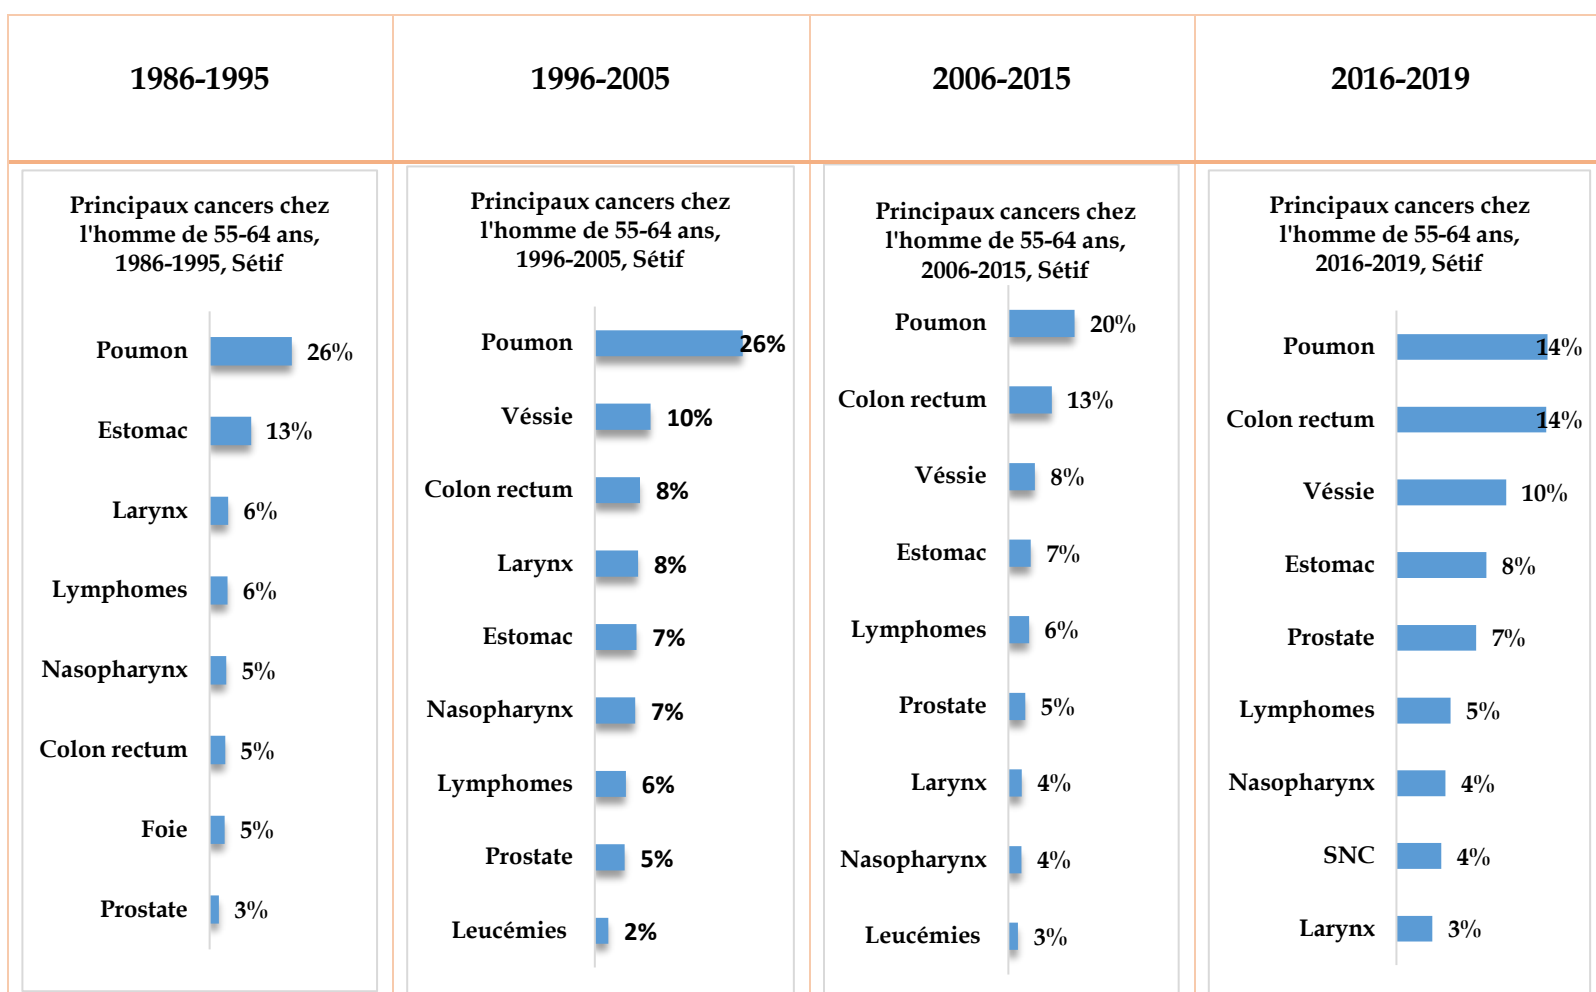 1986-1995
1996-2005
2006-2015
2016-2019
Principaux cancers chez
l'homme de 55-64 ans,
1986-1995, Sétif
Poumon 26%
Estomac 13%
Larynx 6%
Lymphomes 6%
Nasopharynx 5%
Colon rectum 5%
Foie 5%
Prostate 3%
Principaux cancers chez
l'homme de 55-64 ans,
1996-2005, Sétif
Poumon 26%
Véssie 10%
Colon rectum 8%
Larynx 8%
Estomac 7%
Nasopharynx 7%
Lymphomes 6%
Prostate 5%
Leucémies 2%
Principaux cancers chez
l'homme de 55-64 ans,
2006-2015, Sétif
Poumon 20%
Colon rectum 13%
Véssie 8%
Estomac 7%
Lymphomes 6%
Prostate 5%
Larynx 4%
Nasopharynx 4%
Leucémies 3%
Principaux cancers chez
l'homme de 55-64 ans,
2016-2019, Sétif
Poumon 14%
Colon rectum 14%
Véssie 10%
Estomac 8%
Prostate 7%
Lymphomes 5%
Nasopharynx 4%
SNC 4%
Larynx 3%